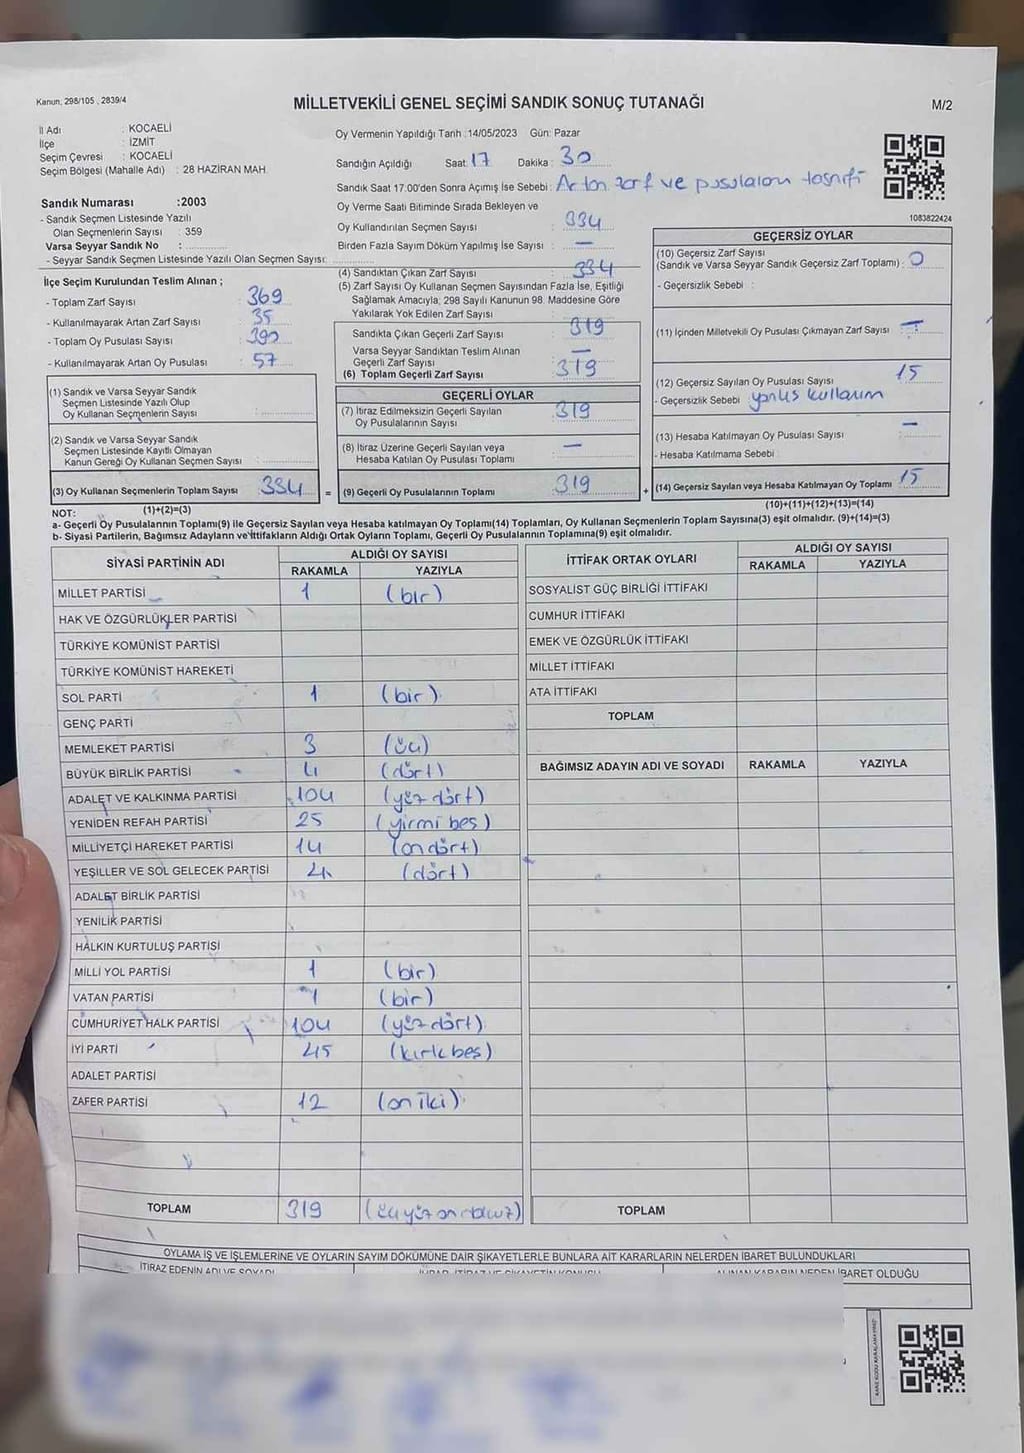 Kanun, 298/105 , 2839/4
MİLLETVEKİLİ GENEL SEÇİMİ SANDIK SONUÇ TUTANAĞI
M/2
İl Adı : KOCAELİ
İlçe : İZMİT
Seçim Çevresi : KOCAELİ
Seçim Bölgesi (Mahalle Adı) : 28 HAZİRAN MAH.
Sandık Numarası :2003
- Sandık Seçmen Listesinde Yazılı
Olan Seçmenlerin Sayısı : 359
Varsa Seyyar Sandık No :
- Seyyar Sandık Seçmen Listesinde Yazılı Olan Seçmen Sayısı:
Oy Vermenin Yapıldığı Tarih :14/05/2023 Gün: Pazar
Sandığın Açıldığı Saat: 17 Dakika : 30
Sandık Saat 17.00'den Sonra Açımış İse Sebebi : Artan zarf ve pusulaların tasnifi
Oy Verme Saati Bitiminde Sırada Bekleyen ve
Oy Kullandırılan Seçmen Sayısı : 334
Birden Fazla Sayım Döküm Yapılmış İse Sayısı : —
1083822424
İlçe Seçim Kurulundan Teslim Alınan ;
- Toplam Zarf Sayısı : 369
- Kullanılmayarak Artan Zarf Sayısı : 35
- Toplam Oy Pusulası Sayısı : 390
- Kullanılmayarak Artan Oy Pusulası : 57
(4) Sandıktan Çıkan Zarf Sayısı : 334
(5) Zarf Sayısı Oy Kullanan Seçmen Sayısından Fazla İse, Eşitliği
Sağlamak Amacıyla, 298 Sayılı Kanunun 98. Maddesine Göre
Yakılarak Yok Edilen Zarf Sayısı :
Sandıkta Çıkan Geçerli Zarf Sayısı : 319
Varsa Seyyar Sandıktan Teslim Alınan
Geçerli Zarf Sayısı : —
(6) Toplam Geçerli Zarf Sayısı : 319
GEÇERSİZ OYLAR
(10) Geçersiz Zarf Sayısı
(Sandık ve Varsa Seyyar Sandık Geçersiz Zarf Toplamı) : 0
- Geçersizlik Sebebi :
(11) İçinden Milletvekili Oy Pusulası Çıkmayan Zarf Sayısı : —
(12) Geçersiz Sayılan Oy Pusulası Sayısı : 15
- Geçersizlik Sebebi : yanlış kullanım
(13) Hesaba Katılmayan Oy Pusulası Sayısı : —
- Hesaba Katılmama Sebebi :
(14) Geçersiz Sayılan veya Hesaba Katılmayan Oy Toplamı : 15
(10)+(11)+(12)+(13)=(14)
(1) Sandık ve Varsa Seyyar Sandık
Seçmen Listesinde Yazılı Olup
Oy Kullanan Seçmenlerin Sayısı :
(2) Sandık ve Varsa Seyyar Sandık
Seçmen Listesinde Kayıtlı Olmayan
Kanun Gereği Oy Kullanan Seçmen Sayısı :
(3) Oy Kullanan Seçmenlerin Toplam Sayısı : 334 =
GEÇERLİ OYLAR
(7) İtiraz Edilmeksizin Geçerli Sayılan
Oy Pusulalarının Sayısı : 319
(8) İtiraz Üzerine Geçerli Sayılan veya
Hesaba Katılan Oy Pusulası Toplamı : —
(9) Geçerli Oy Pusulalarının Toplamı : 319 +
NOT: (1)+(2)=(3)
a- Geçerli Oy Pusulalarının Toplamı(9) ile Geçersiz Sayılan veya Hesaba katılmayan Oy Toplamı(14) Toplamları, Oy Kullanan Seçmenlerin Toplam Sayısına(3) eşit olmalıdır. (9)+(14)=(3)
b- Siyasi Partilerin, Bağımsız Adayların ve İttifakların Aldığı Ortak Oyların Toplamı, Geçerli Oy Pusulalarının Toplamına(9) eşit olmalıdır.
SİYASİ PARTİNİN ADI ALDIĞI OY SAYISI
RAKAMLA YAZIYLA
MİLLET PARTİSİ 1 (bir)
HAK VE ÖZGÜRLÜKLER PARTİSİ
TÜRKİYE KOMÜNİST PARTİSİ
TÜRKİYE KOMÜNİST HAREKETİ
SOL PARTİ 1 (bir)
GENÇ PARTİ
MEMLEKET PARTİSİ 3 (üç)
BÜYÜK BİRLİK PARTİSİ 4 (dört)
ADALET VE KALKINMA PARTİSİ 104 (yüz dört)
YENİDEN REFAH PARTİSİ 25 (yirmi beş)
MİLLİYETÇİ HAREKET PARTİSİ 14 (on dört)
YEŞİLLER VE SOL GELECEK PARTİSİ 4 (dört)
ADALET BİRLİK PARTİSİ
YENİLİK PARTİSİ
HALKIN KURTULUŞ PARTİSİ
MİLLİ YOL PARTİSİ 1 (bir)
VATAN PARTİSİ 1 (bir)
CUMHURİYET HALK PARTİSİ 104 (yüz dört)
İYİ PARTİ 45 (kırk beş)
ADALET PARTİSİ
ZAFER PARTİSİ 12 (on iki)
TOPLAM 319
İTTİFAK ORTAK OYLARI ALDIĞI OY SAYISI
RAKAMLA YAZIYLA
SOSYALİST GÜÇ BİRLİĞİ İTTİFAKI
CUMHUR İTTİFAKI
EMEK VE ÖZGÜRLÜK İTTİFAKI
MİLLET İTTİFAKI
ATA İTTİFAKI
TOPLAM
BAĞIMSIZ ADAYIN ADI VE SOYADI RAKAMLA YAZIYLA
TOPLAM
OYLAMA İŞ VE İŞLEMLERİNE VE OYLARIN SAYIM DÖKÜMÜNE DAİR ŞİKAYETLERLE BUNLARA AİT KARARLARIN NELERDEN İBARET BULUNDUKLARI
İTİRAZ EDENİN ADI VE SOYADI
ALINAN KARARIN NEDEN İBARET OLDUĞU